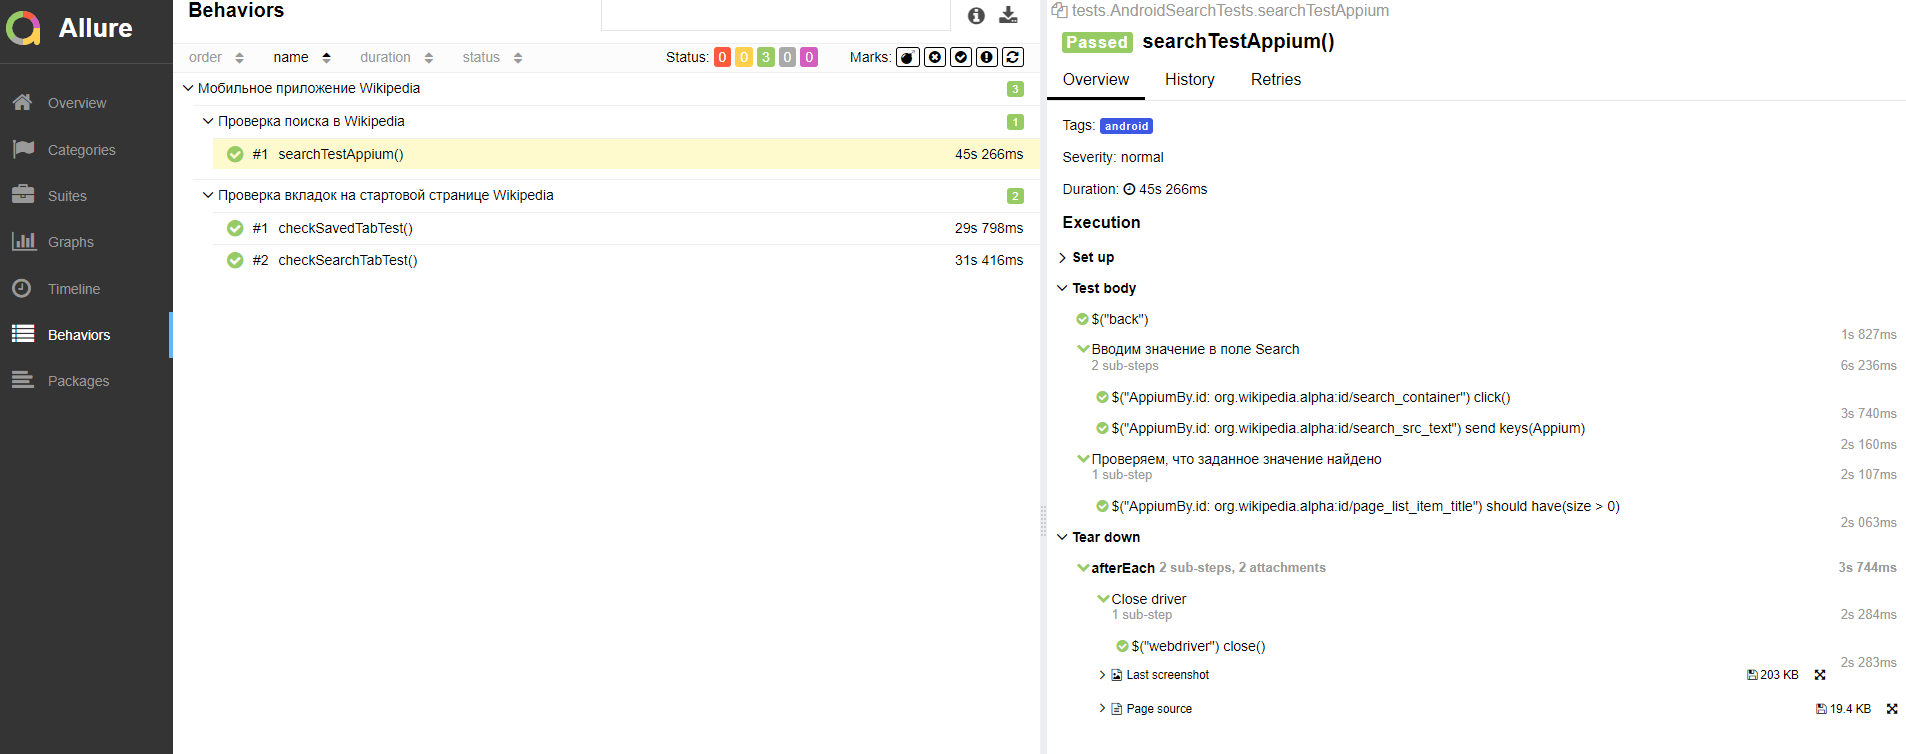 Allure
Overview
Categories
Suites
Graphs
Timeline
Behaviors
Packages
Behaviors
order name duration status Status: 0 0 3 0 0 Marks:
Мобильное приложение Wikipedia 3
Проверка поиска в Wikipedia 1
#1 searchTestAppium() 45s 266ms
Проверка вкладок на стартовой странице Wikipedia 2
#1 checkSavedTabTest() 29s 798ms
#2 checkSearchTabTest() 31s 416ms
tests.AndroidSearchTests.searchTestAppium
Passed searchTestAppium()
Overview History Retries
Tags: android
Severity: normal
Duration: 45s 266ms
Execution
Set up
Test body
$("back")
1s 827ms
Вводим значение в поле Search
2 sub-steps 6s 236ms
$("AppiumBy.id: org.wikipedia.alpha:id/search_container") click()
3s 740ms
$("AppiumBy.id: org.wikipedia.alpha:id/search_src_text") send keys(Appium)
2s 160ms
Проверяем, что заданное значение найдено
1 sub-step 2s 107ms
$("AppiumBy.id: org.wikipedia.alpha:id/page_list_item_title") should have(size > 0)
2s 063ms
Tear down
afterEach 2 sub-steps, 2 attachments 3s 744ms
Close driver
1 sub-step 2s 284ms
$("webdriver") close()
2s 283ms
Last screenshot 203 KB
Page source 19.4 KB